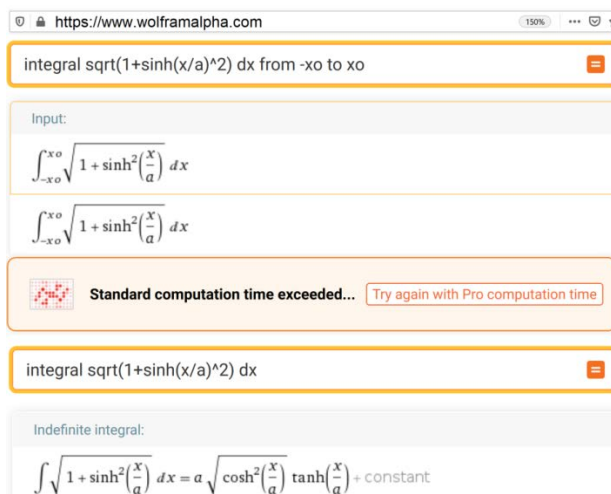 https://www.wolframalpha.com 150% ...
integral sqrt(1+sinh(x/a)^2) dx from -xo to xo =
Input:
∫_{-xo}^{xo} √(1 + sinh²(x/a)) dx
∫_{-xo}^{xo} √(1 + sinh²(x/a)) dx
Standard computation time exceeded... Try again with Pro computation time
integral sqrt(1+sinh(x/a)^2) dx =
Indefinite integral:
∫ √(1 + sinh²(x/a)) dx = a √(cosh²(x/a)) tanh(x/a) + constant